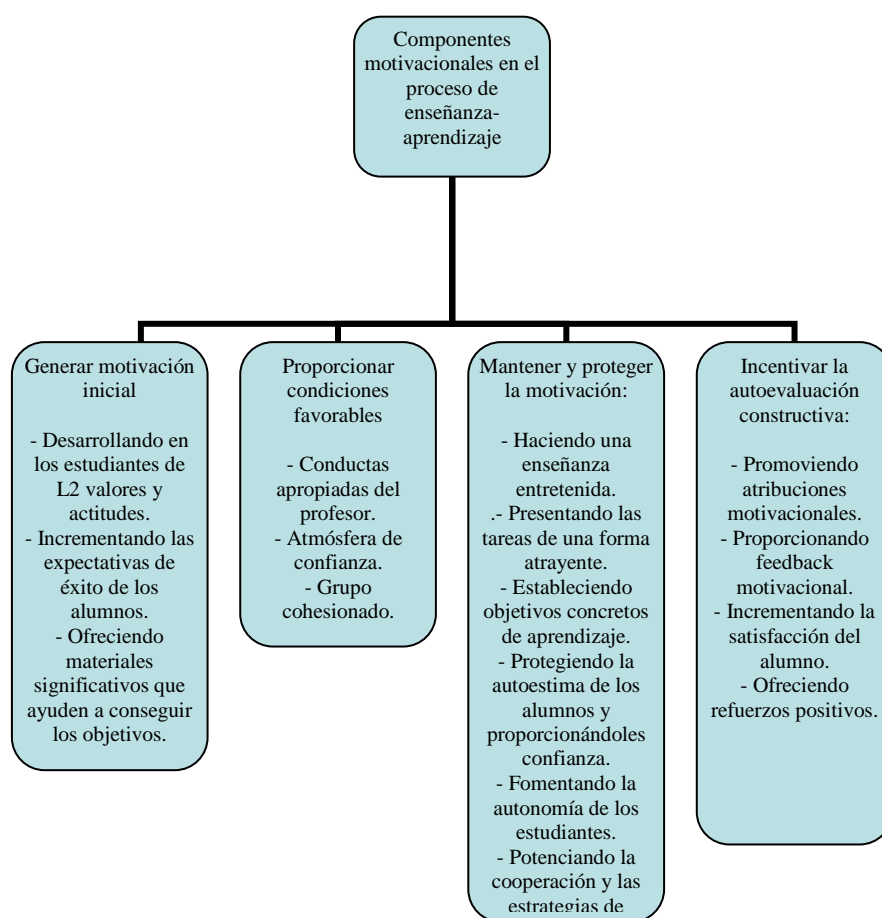 Componentes
motivacionales en el
proceso de
enseñanza-
aprendizaje
Generar motivación
inicial
- Desarrollando en
los estudiantes de
L2 valores y
actitudes.
- Incrementando las
expectativas de
éxito de los
alumnos.
- Ofreciendo
materiales
significativos que
ayuden a conseguir
los objetivos.
Proporcionar
condiciones
favorables
- Conductas
apropiadas del
profesor.
- Atmósfera de
confianza.
- Grupo
cohesionado.
Mantener y proteger
la motivación:
- Haciendo una
enseñanza
entretenida.
.- Presentando las
tareas de una forma
atrayente.
- Estableciendo
objetivos concretos
de aprendizaje.
- Protegiendo la
autoestima de los
alumnos y
proporcionándoles
confianza.
- Fomentando la
autonomía de los
estudiantes.
- Potenciando la
cooperación y las
estrategias de
Incentivar la
autoevaluación
constructiva:
- Promoviendo
atribuciones
motivacionales.
- Proporcionando
feedback
motivacional.
- Incrementando la
satisfacción del
alumno.
- Ofreciendo
refuerzos positivos.